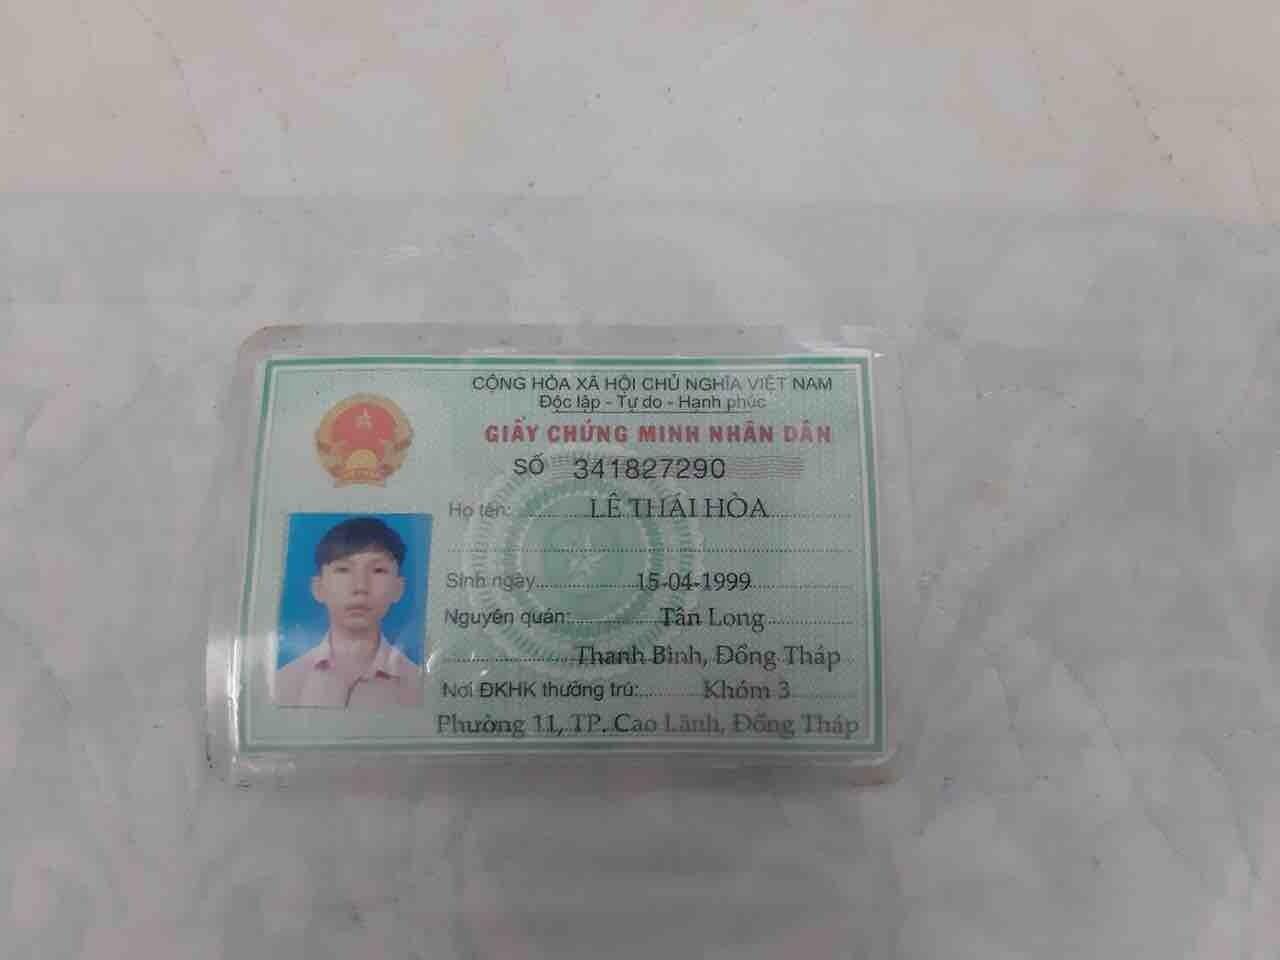 CỘNG HÒA XÃ HỘI CHỦ NGHĨA VIỆT NAM
Độc lập - Tự do - Hạnh phúc
GIẤY CHỨNG MINH NHÂN DÂN
SỐ 341827290
Họ tên: LÊ THÁI HÒA
Sinh ngày 15-04-1999
Nguyên quán: Tân Long
Thanh Bình, Đồng Tháp
Nơi ĐKHK thường trú: Khóm 3
Phường 11, TP. Cao Lãnh, Đồng Tháp